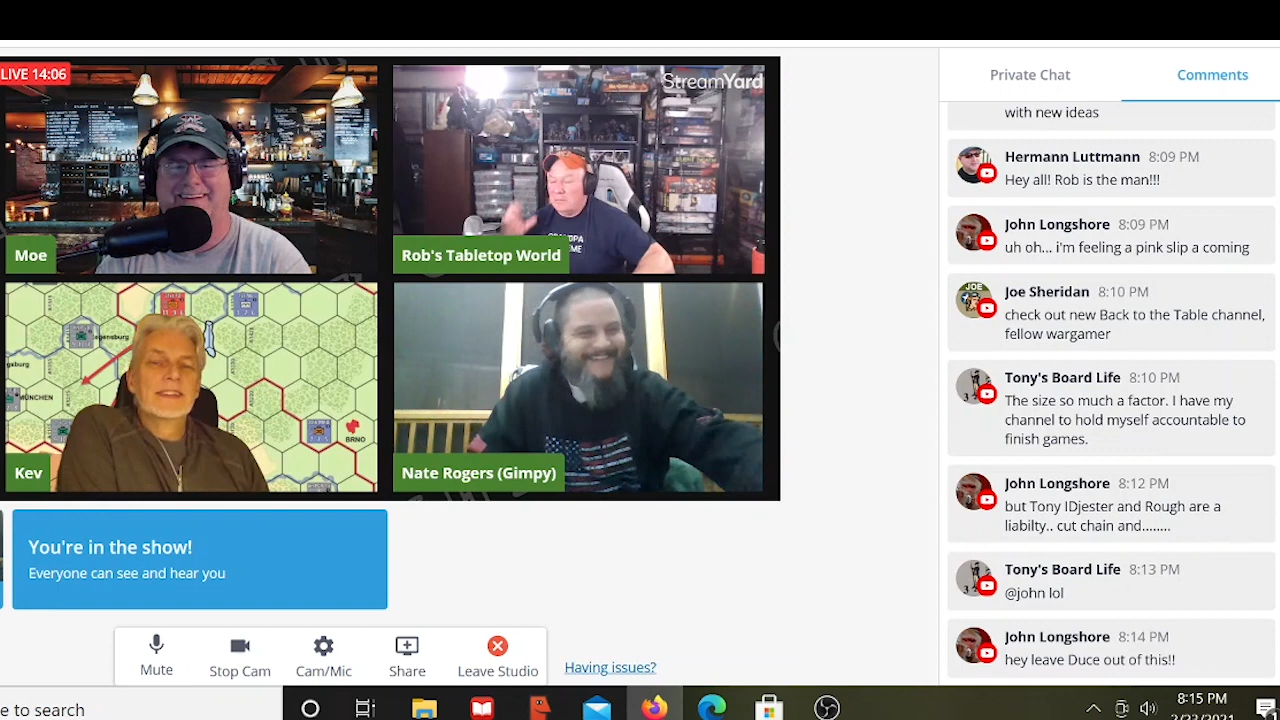 LIVE 14:06
StreamYard
Moe
Rob's Tabletop World
GRANDPA
MÜNCHEN
BRNO
Kev
Nate Rogers (Gimpy)
You're in the show!
Everyone can see and hear you
Mute
Stop Cam
Cam/Mic
Share
Leave Studio
Having issues?
Private Chat
Comments
with new ideas
Hermann Luttmann 8:09 PM
Hey all! Rob is the man!!!
John Longshore 8:09 PM
uh oh... i'm feeling a pink slip a coming
JOE
Joe Sheridan 8:10 PM
check out new Back to the Table channel,
fellow wargamer
Tony's Board Life 8:10 PM
The size so much a factor. I have my
channel to hold myself accountable to
finish games.
John Longshore 8:12 PM
but Tony IDjester and Rough are a
liabilty.. cut chain and........
Tony's Board Life 8:13 PM
@john lol
John Longshore 8:14 PM
hey leave Duce out of this!!
e to search
8:15 PM
2/23/2021